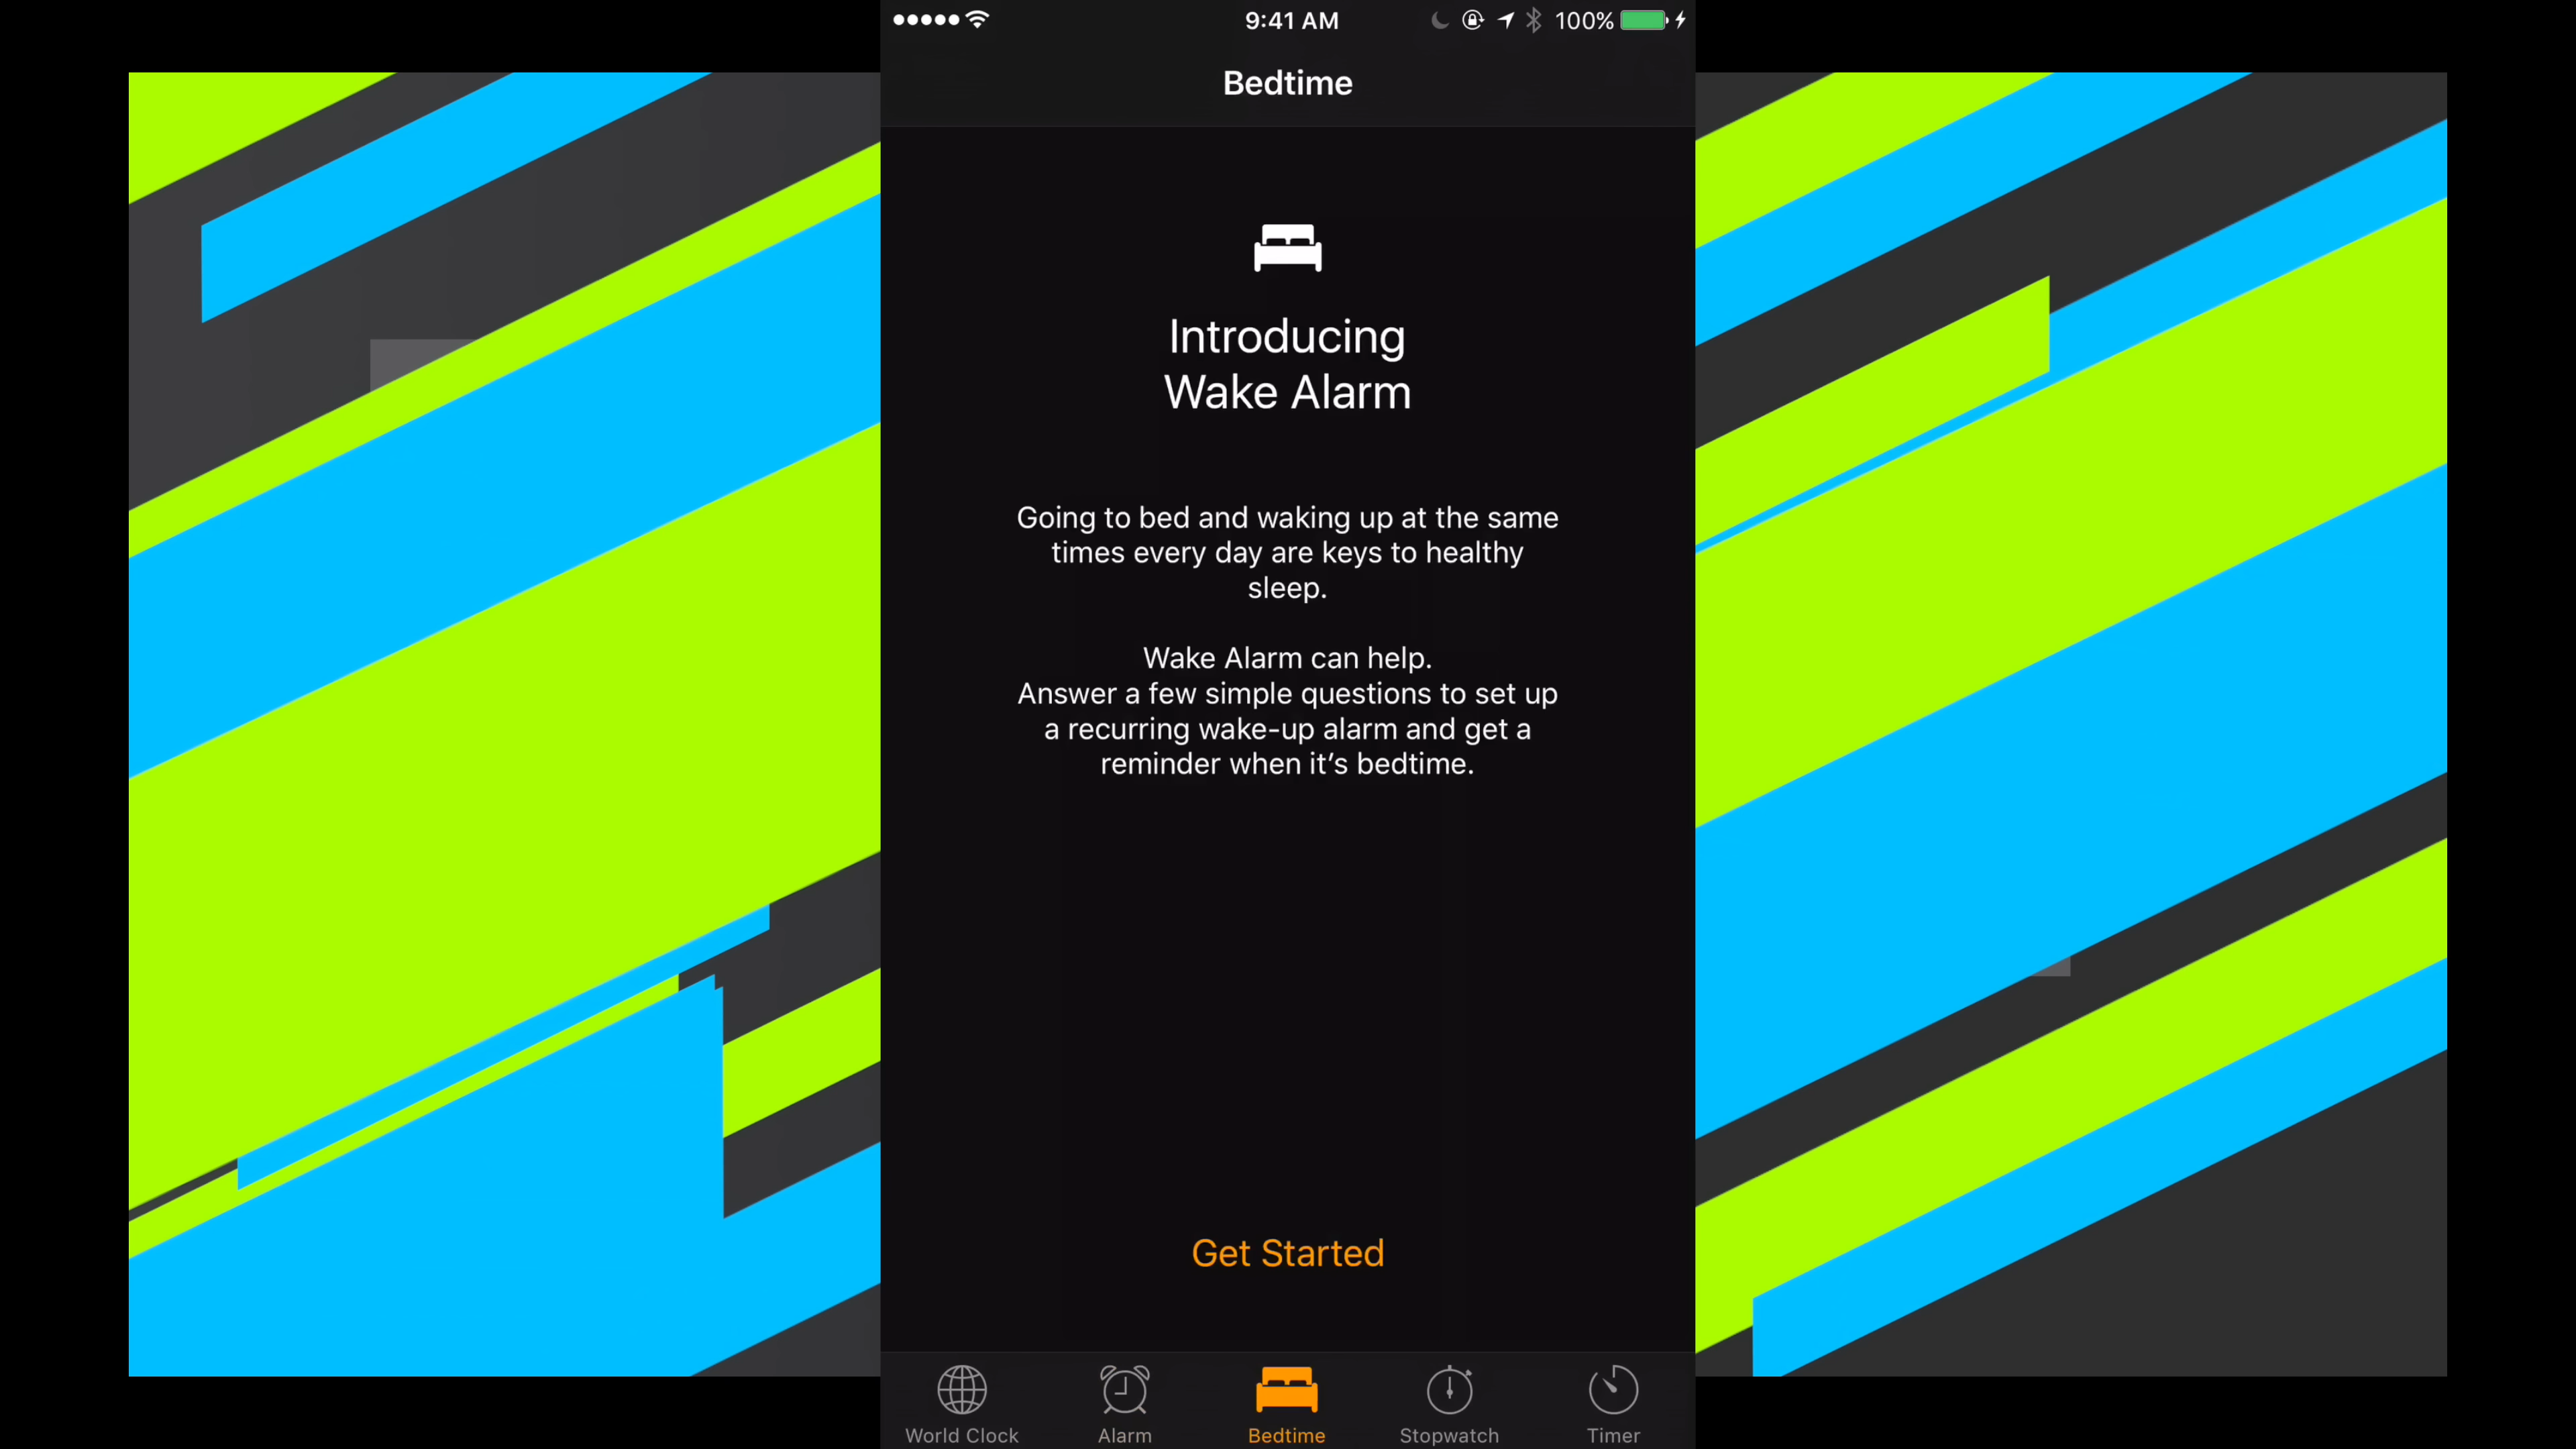 9:41 AM
100%
Bedtime
Introducing
Wake Alarm
Going to bed and waking up at the same
times every day are keys to healthy
sleep.
Wake Alarm can help.
Answer a few simple questions to set up
a recurring wake-up alarm and get a
reminder when it’s bedtime.
Get Started
World Clock
Alarm
Bedtime
Stopwatch
Timer